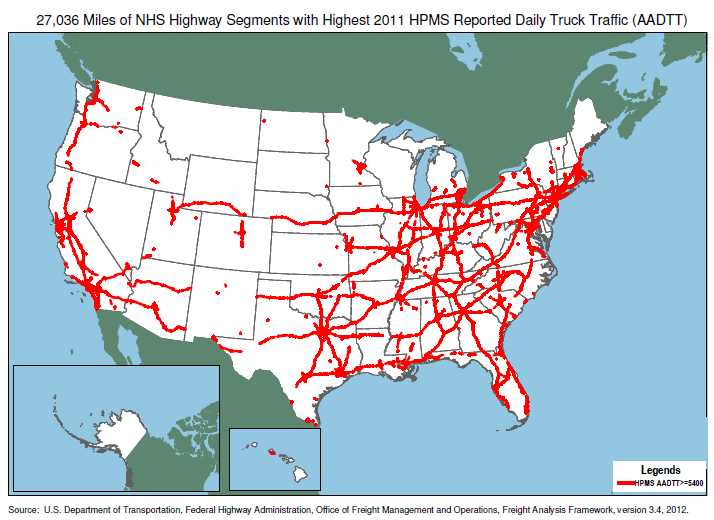 27,036 Miles of NHS Highway Segments with Highest 2011 HPMS Reported Daily Truck Traffic (AADTT)
Legends
HPMS AADTT>=5400
Source: U.S. Department of Transportation, Federal Highway Administration, Office of Freight Management and Operations, Freight Analysis Framework, version 3.4, 2012.